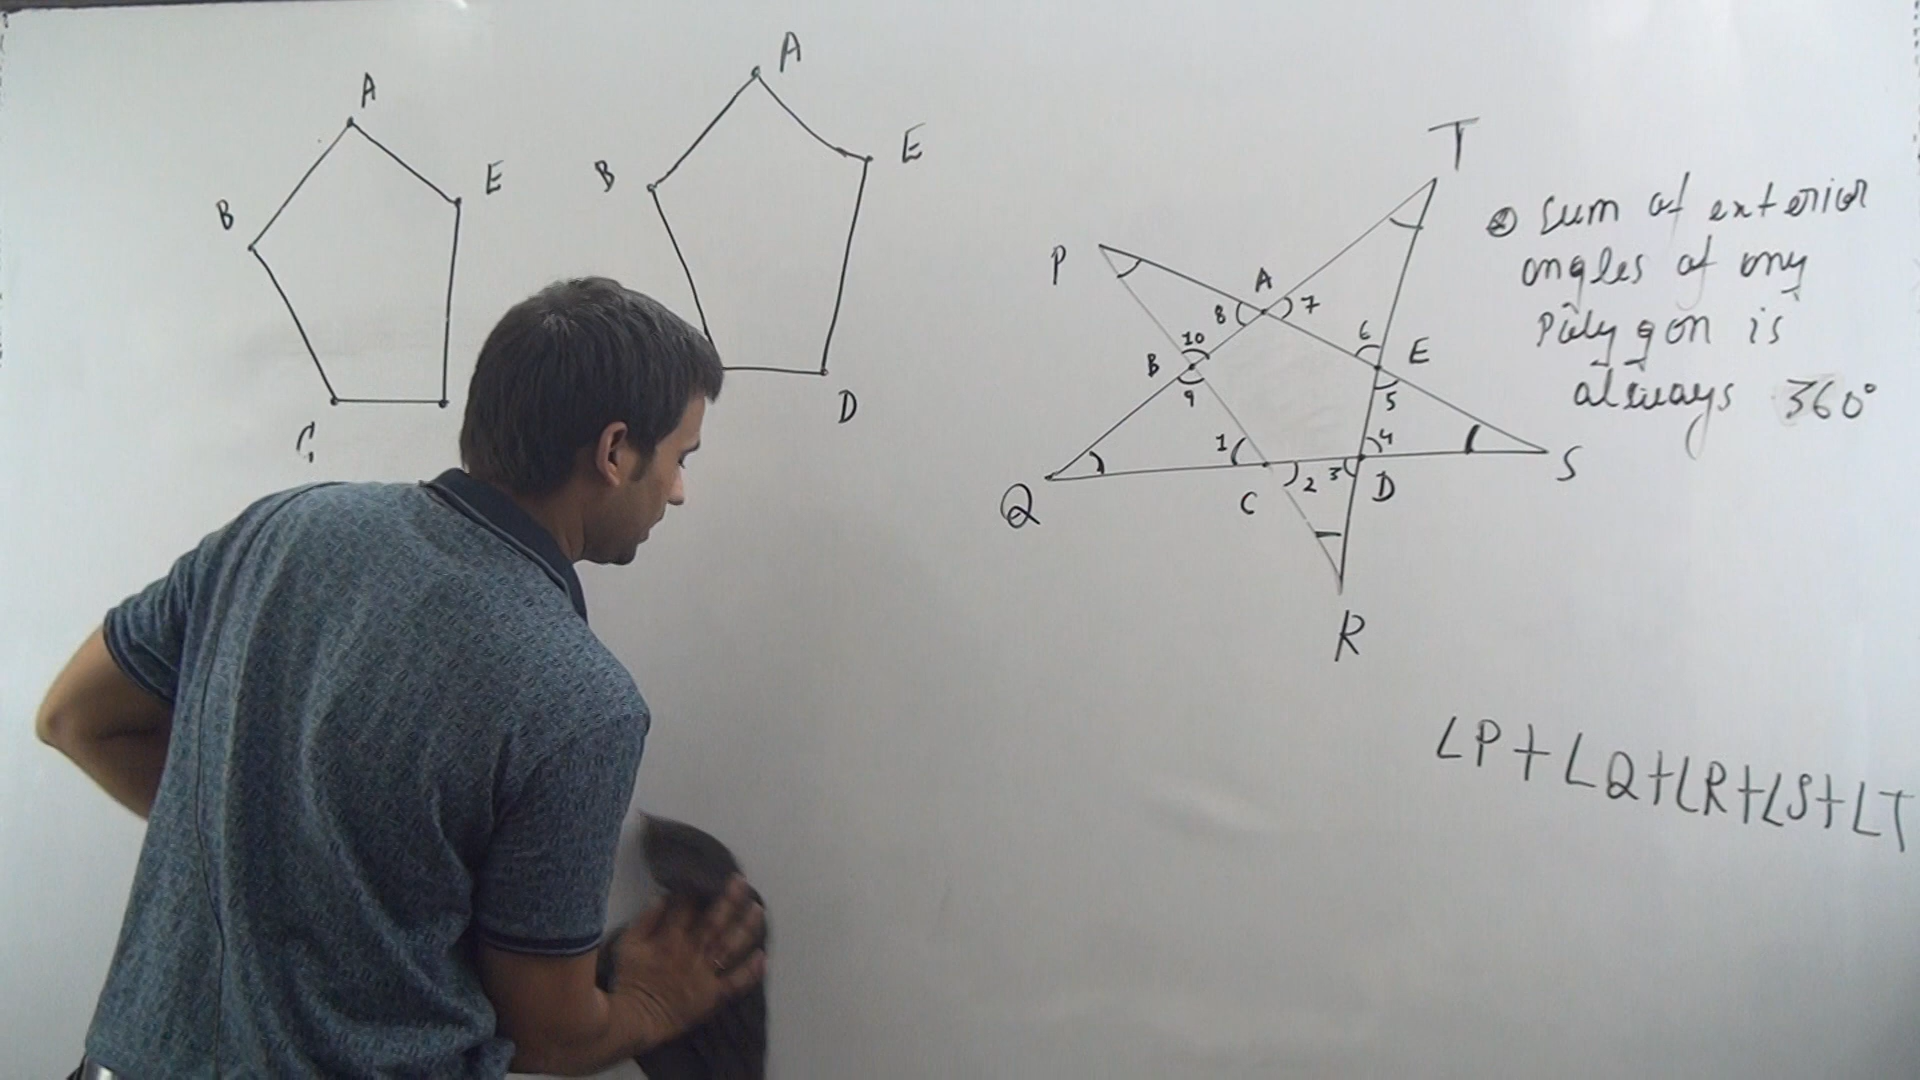 A
B
E
C
A
B
E
D
T
P
A
8
7
10
6
B
E
9
5
1
4
Q
C
2
3
D
S
R
Sum of exterior
angles of any
Polygon is
always 360°
∠P+∠Q+∠R+∠S+∠T